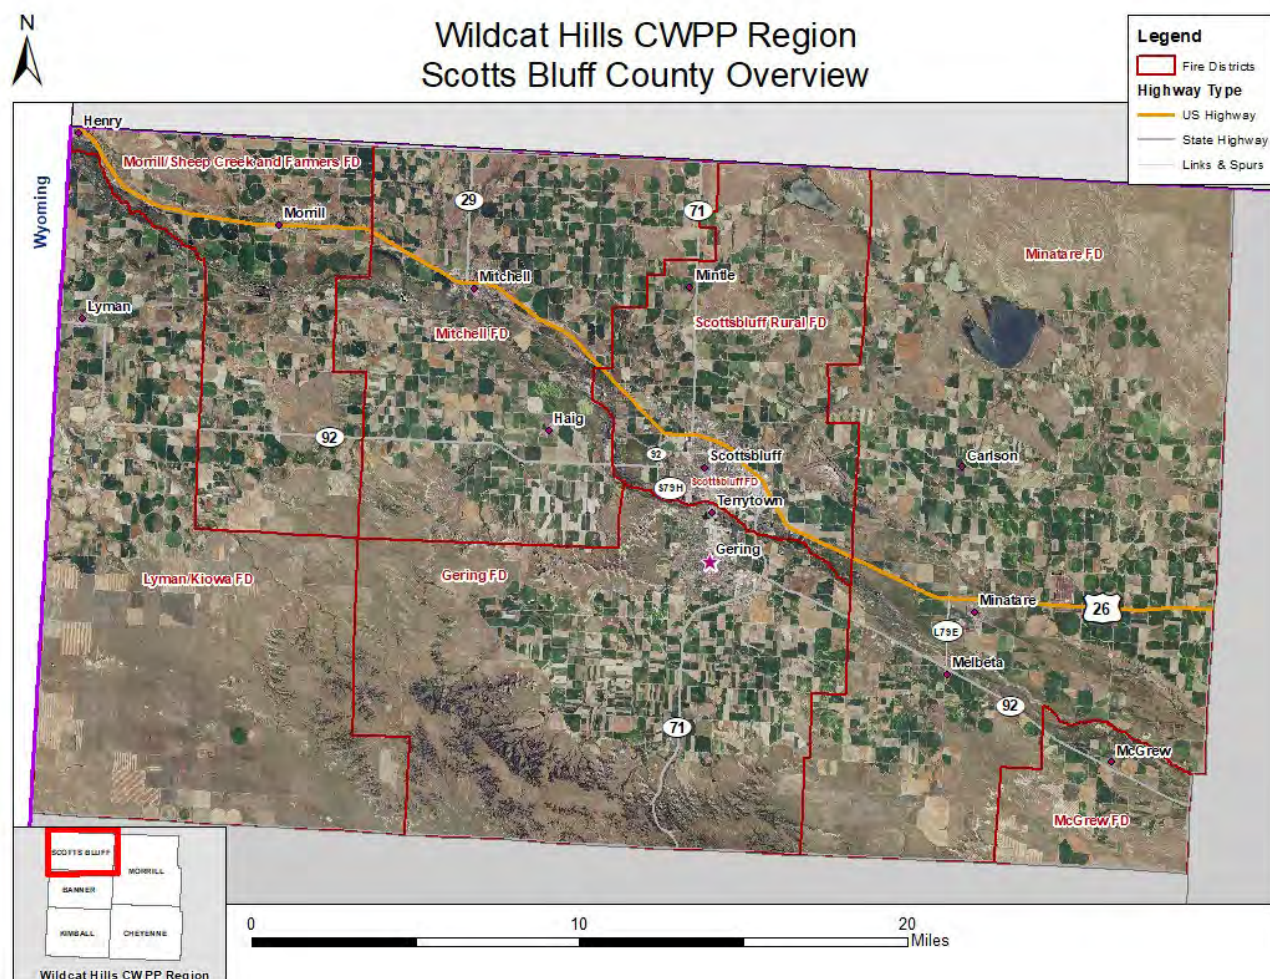 N
Wildcat Hills CWPP Region
Scotts Bluff County Overview
Legend
Fire Districts
Highway Type
US Highway
State Highway
Links & Spurs
Henry
Morrill/Sheep Creek and Farmers FD
Wyoming
Morrill
29
71
Minatare FD
Mitchell
Mintle
Lyman
Mitchell FD
Scottsbluff Rural FD
Haig
92
92
Scottsbluff
Carlson
Scottsbluff FD
S79H
Terrytown
Gering
Lyman/Kiowa FD
Gering FD
Minatare
26
L79E
Melbeta
92
71
McGrew
McGrew FD
SCOTTS BLUFF
MORRILL
BANNER
KIMBALL
CHEYENNE
Wildcat Hills CWPP Region
0
10
20
Miles